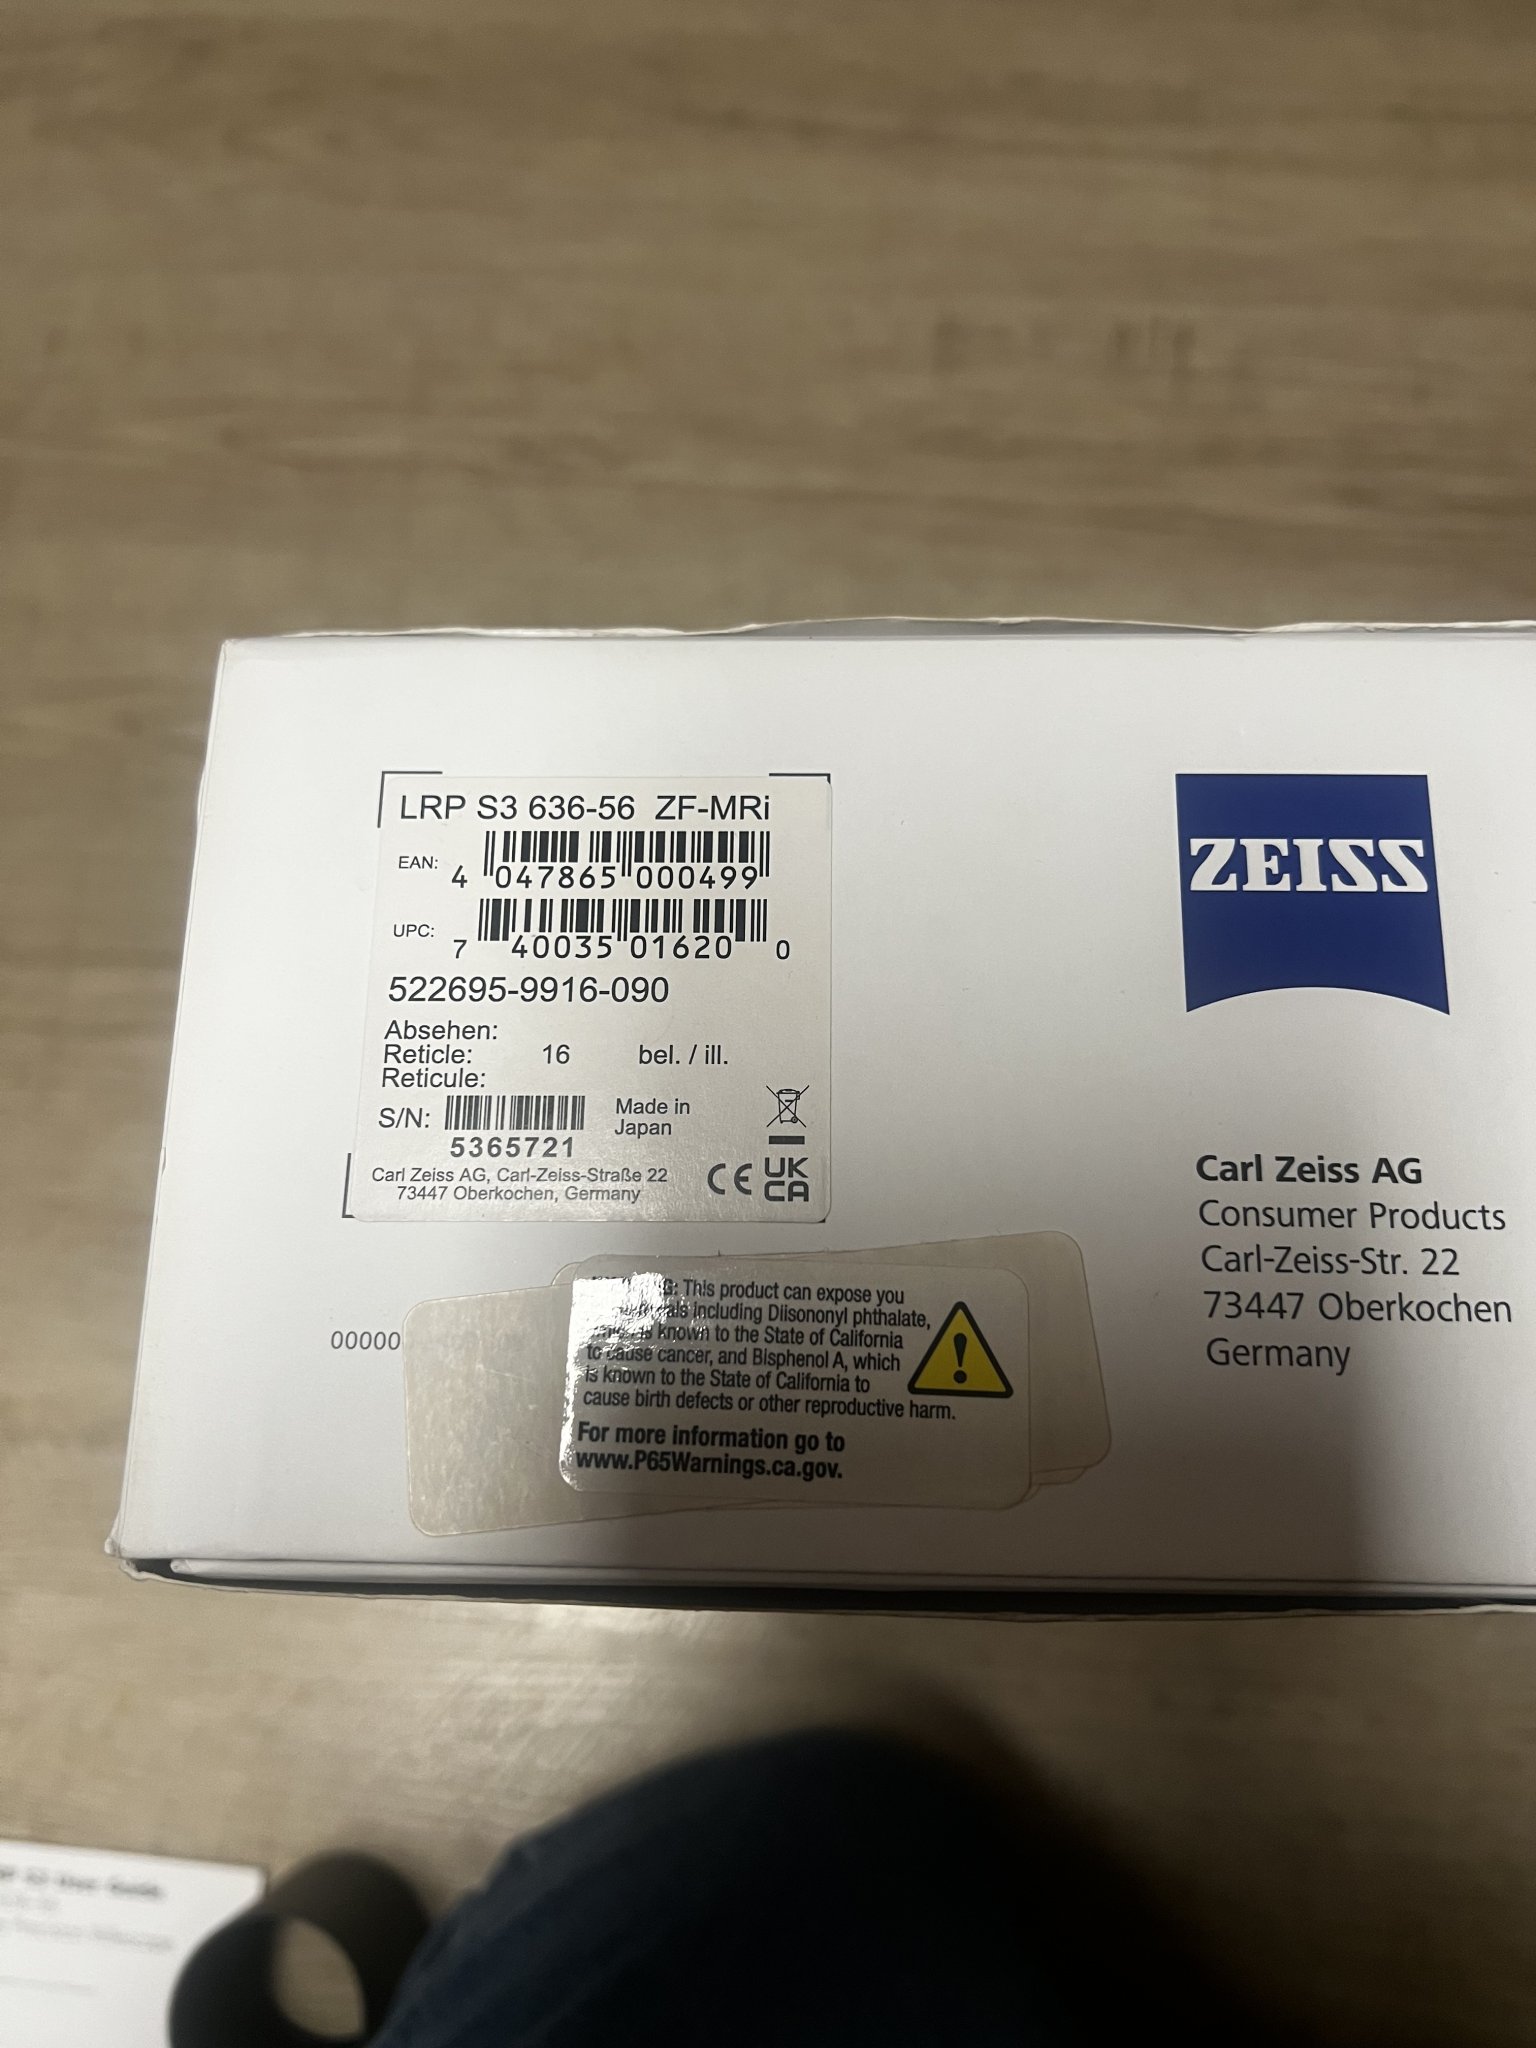 LRP S3 636-56 ZF-MRi
EAN: 4 047865 000499
UPC: 7 40035 01620 0
522695-9916-090
Absehen:
Reticle: 16 bel. / ill.
Reticule:
S/N: 5365721
Made in
Japan
Carl Zeiss AG, Carl-Zeiss-Straße 22
73447 Oberkochen, Germany
CE UK
CA
ZEISS
Carl Zeiss AG
Consumer Products
Carl-Zeiss-Str. 22
73447 Oberkochen
Germany
00000
This product can expose you
including Diisononyl phthalate,
which is known to the State of California
to cause cancer, and Bisphenol A, which
is known to the State of California to
cause birth defects or other reproductive harm.
For more information go to
www.P65Warnings.ca.gov.
User Guide